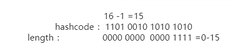 16 -1 =15
hashcode : 1101 0010 1010 1010
length : 0000 0000 0000 1111 =0-15